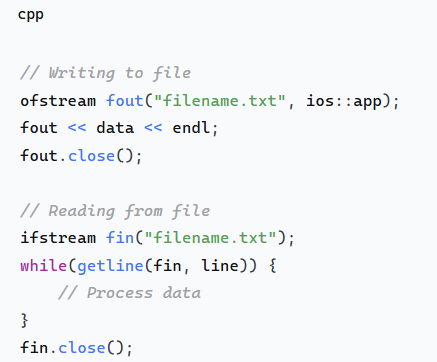 cpp
// Writing to file
ofstream fout("filename.txt", ios::app);
fout << data << endl;
fout.close();
// Reading from file
ifstream fin("filename.txt");
while(getline(fin, line)) {
// Process data
}
fin.close();